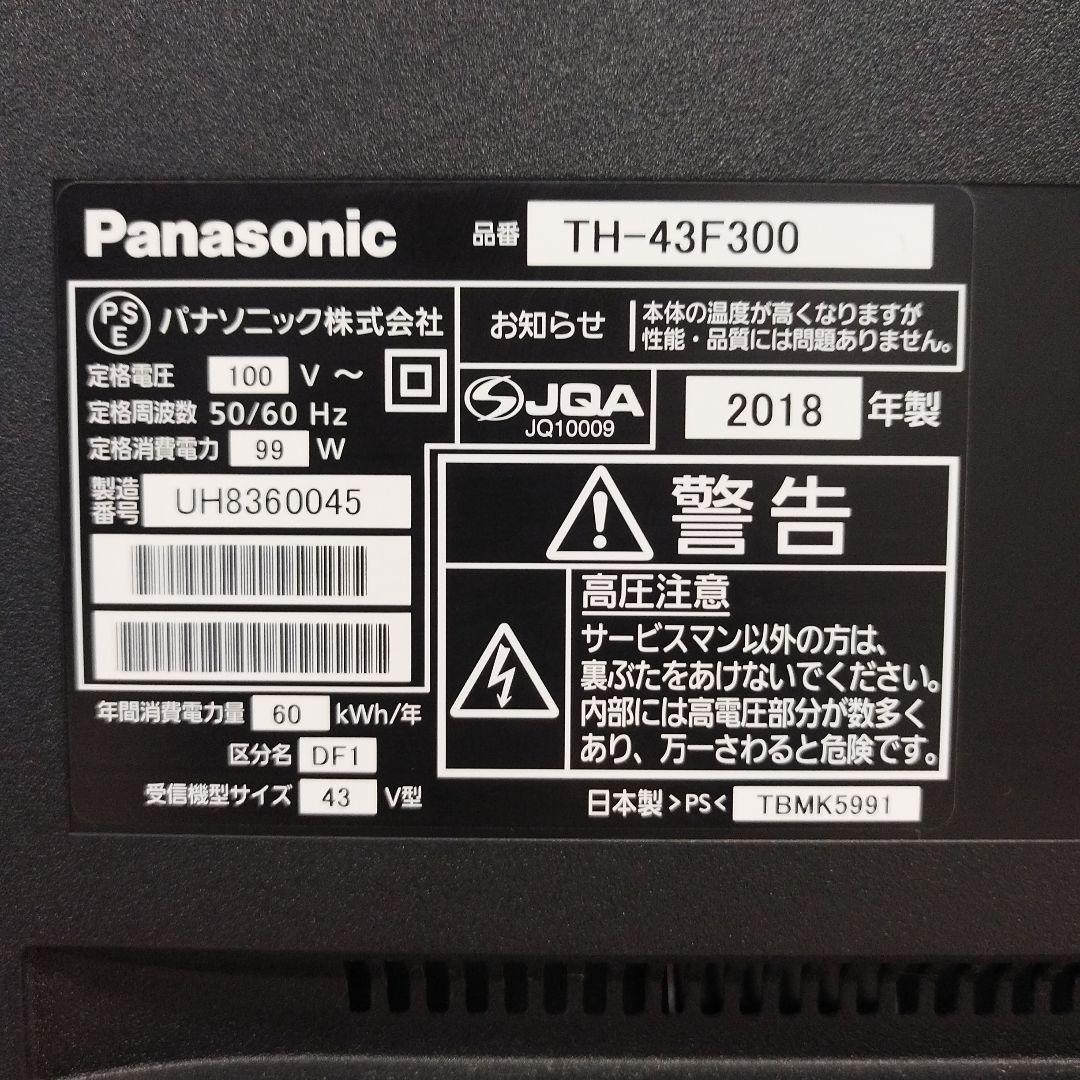 Panasonic 品番 TH-43F300
PSE パナソニック株式会社
定格電圧 100 V ～
定格周波数 50/60 Hz
定格消費電力 99 W
製造番号 UH8360045
年間消費電力量 60 kWh/年
区分名 DF1
受信機型サイズ 43 V型
お知らせ
本体の温度が高くなりますが
性能・品質には問題ありません。
JQA
JQ10009
2018 年製
警告
高圧注意
サービスマン以外の方は、
裏ぶたをあけないでください。
内部には高電圧部分が数多く
あり、万一さわると危険です。
日本製 >PS< TBMK5991